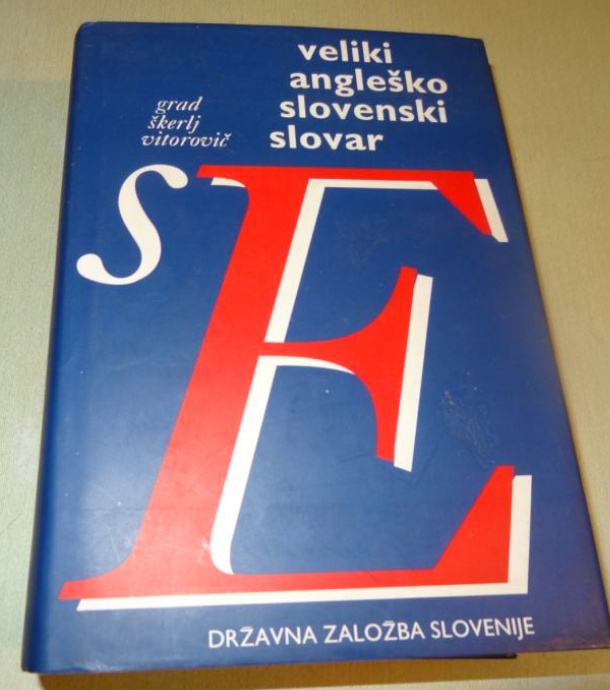 veliki
angleško
slovenski
slovar
grad
škerlj
vitorovič
s
E
DRŽAVNA ZALOŽBA SLOVENIJE